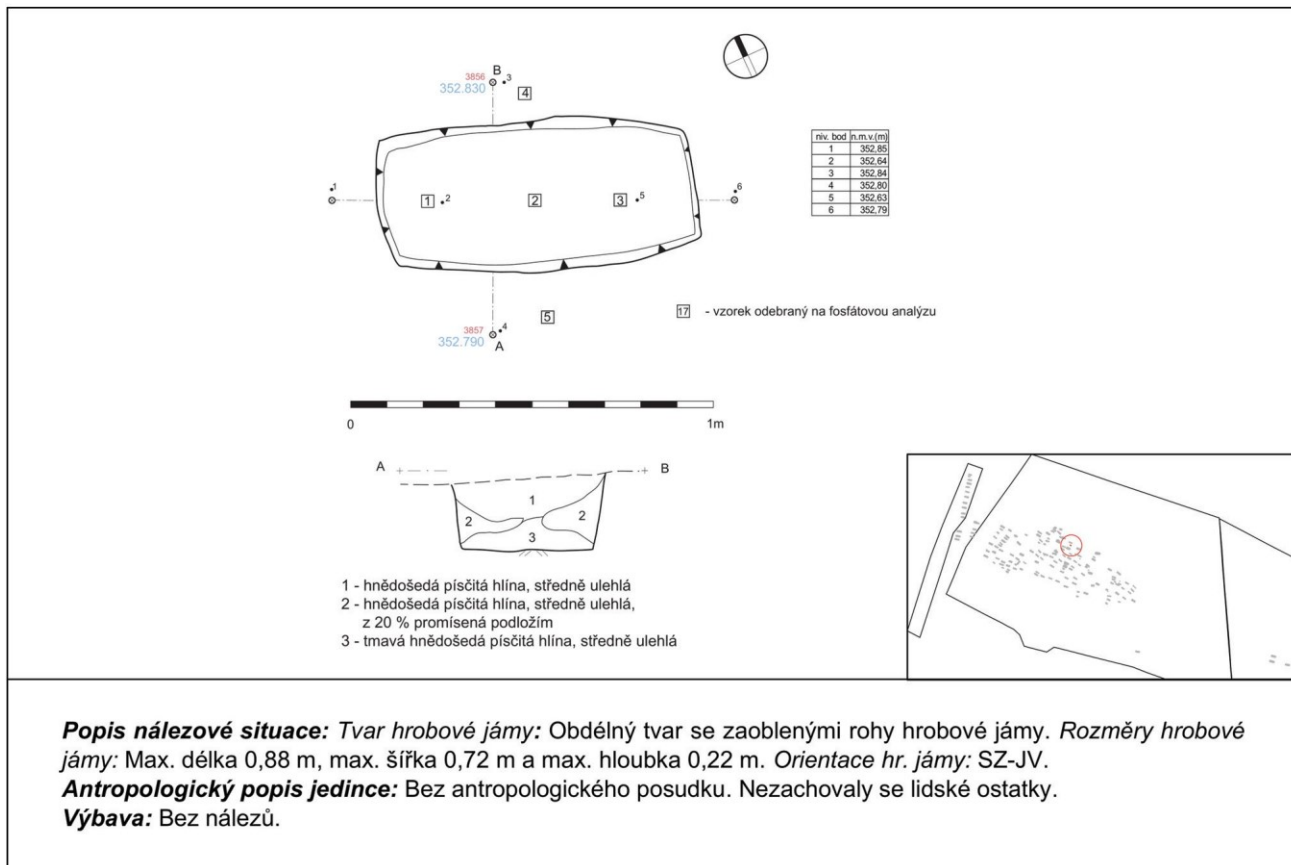 B
3856
3
352.830
4
niv. bod n.m.v.(m)
1 352,85
2 352,64
3 352,84
4 352,80
5 352,63
6 352,79
1
1
2
2
3
5
6
17 - vzorek odebraný na fosfátovou analýzu
5
3857
4
352.790
A
0
1m
A
B
1
2
2
3
1 - hnědošedá písčitá hlína, středně ulehlá
2 - hnědošedá písčitá hlína, středně ulehlá,
z 20 % promísená podložím
3 - tmavá hnědošedá písčitá hlína, středně ulehlá
Popis nálezové situace: Tvar hrobové jámy: Obdélný tvar se zaoblenými rohy hrobové jámy. Rozměry hrobové
jámy: Max. délka 0,88 m, max. šířka 0,72 m a max. hloubka 0,22 m. Orientace hr. jámy: SZ-JV.
Antropologický popis jedince: Bez antropologického posudku. Nezachovaly se lidské ostatky.
Výbava: Bez nálezů.